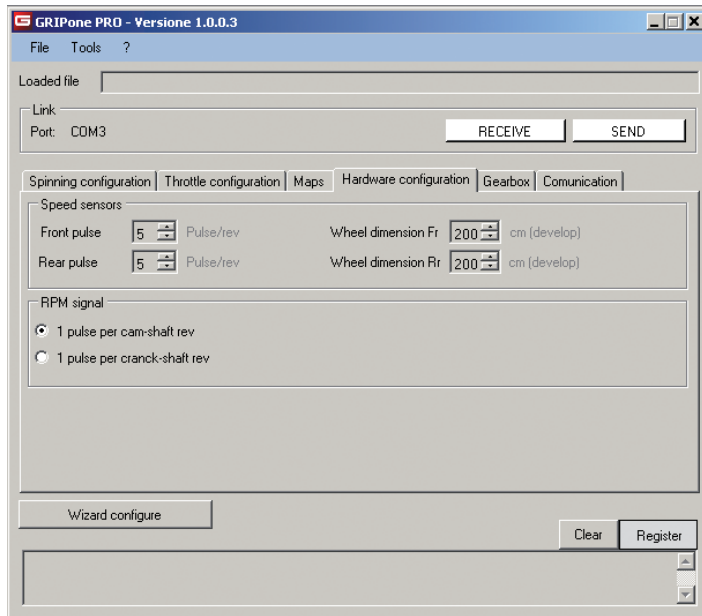 GRIPone PRO - Versione 1.0.0.3
File Tools ?
Loaded file
Link
Port: COM3 RECEIVE SEND
Spinning configuration Throttle configuration Maps Hardware configuration Gearbox Comunication
Speed sensors
Front pulse 5 Pulse/rev Wheel dimension Fr 200 cm (develop)
Rear pulse 5 Pulse/rev Wheel dimension Rr 200 cm (develop)
RPM signal
1 pulse per cam-shaft rev
1 pulse per cranck-shaft rev
Wizard configure
Clear Register